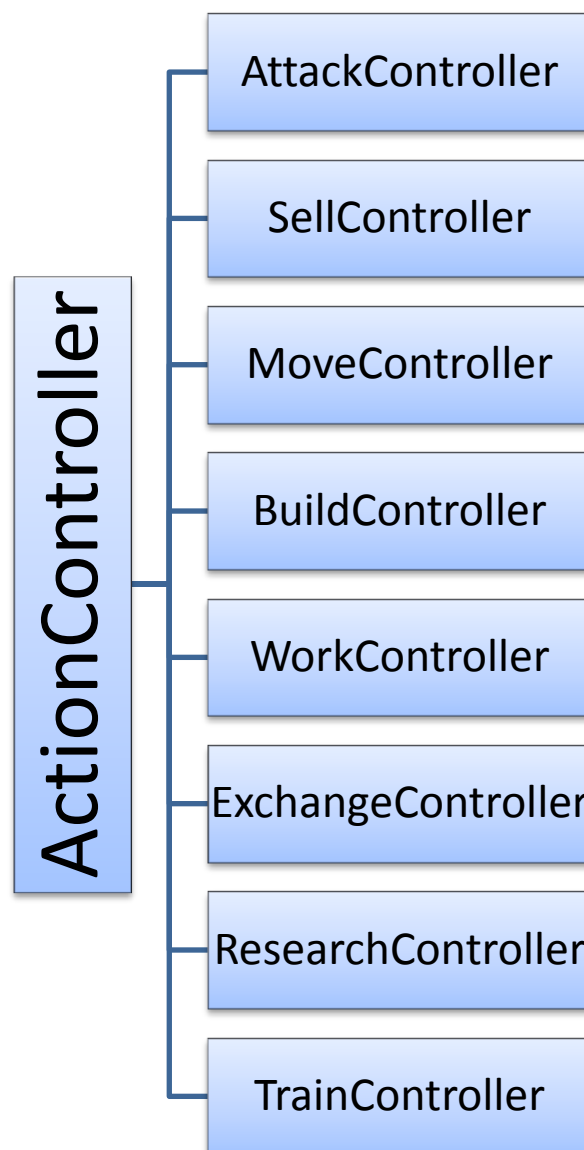 ActionController
AttackController
SellController
MoveController
BuildController
WorkController
ExchangeController
ResearchController
TrainController